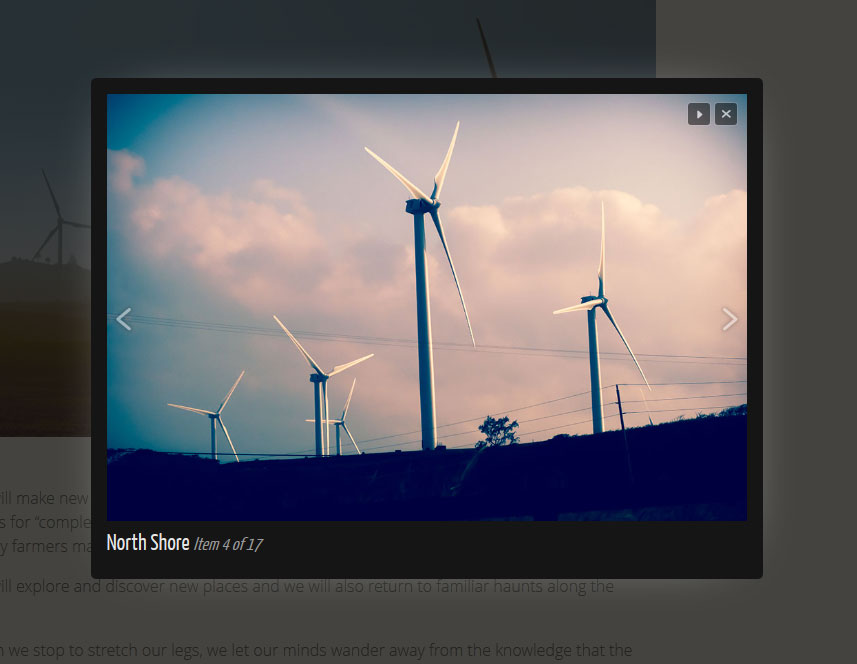 North Shore Item 4 of 17
ill make new
s for “comple
y farmers ma
ill explore and discover new places and we will also return to familiar haunts along the
n we stop to stretch our legs, we let our minds wander away from the knowledge that the